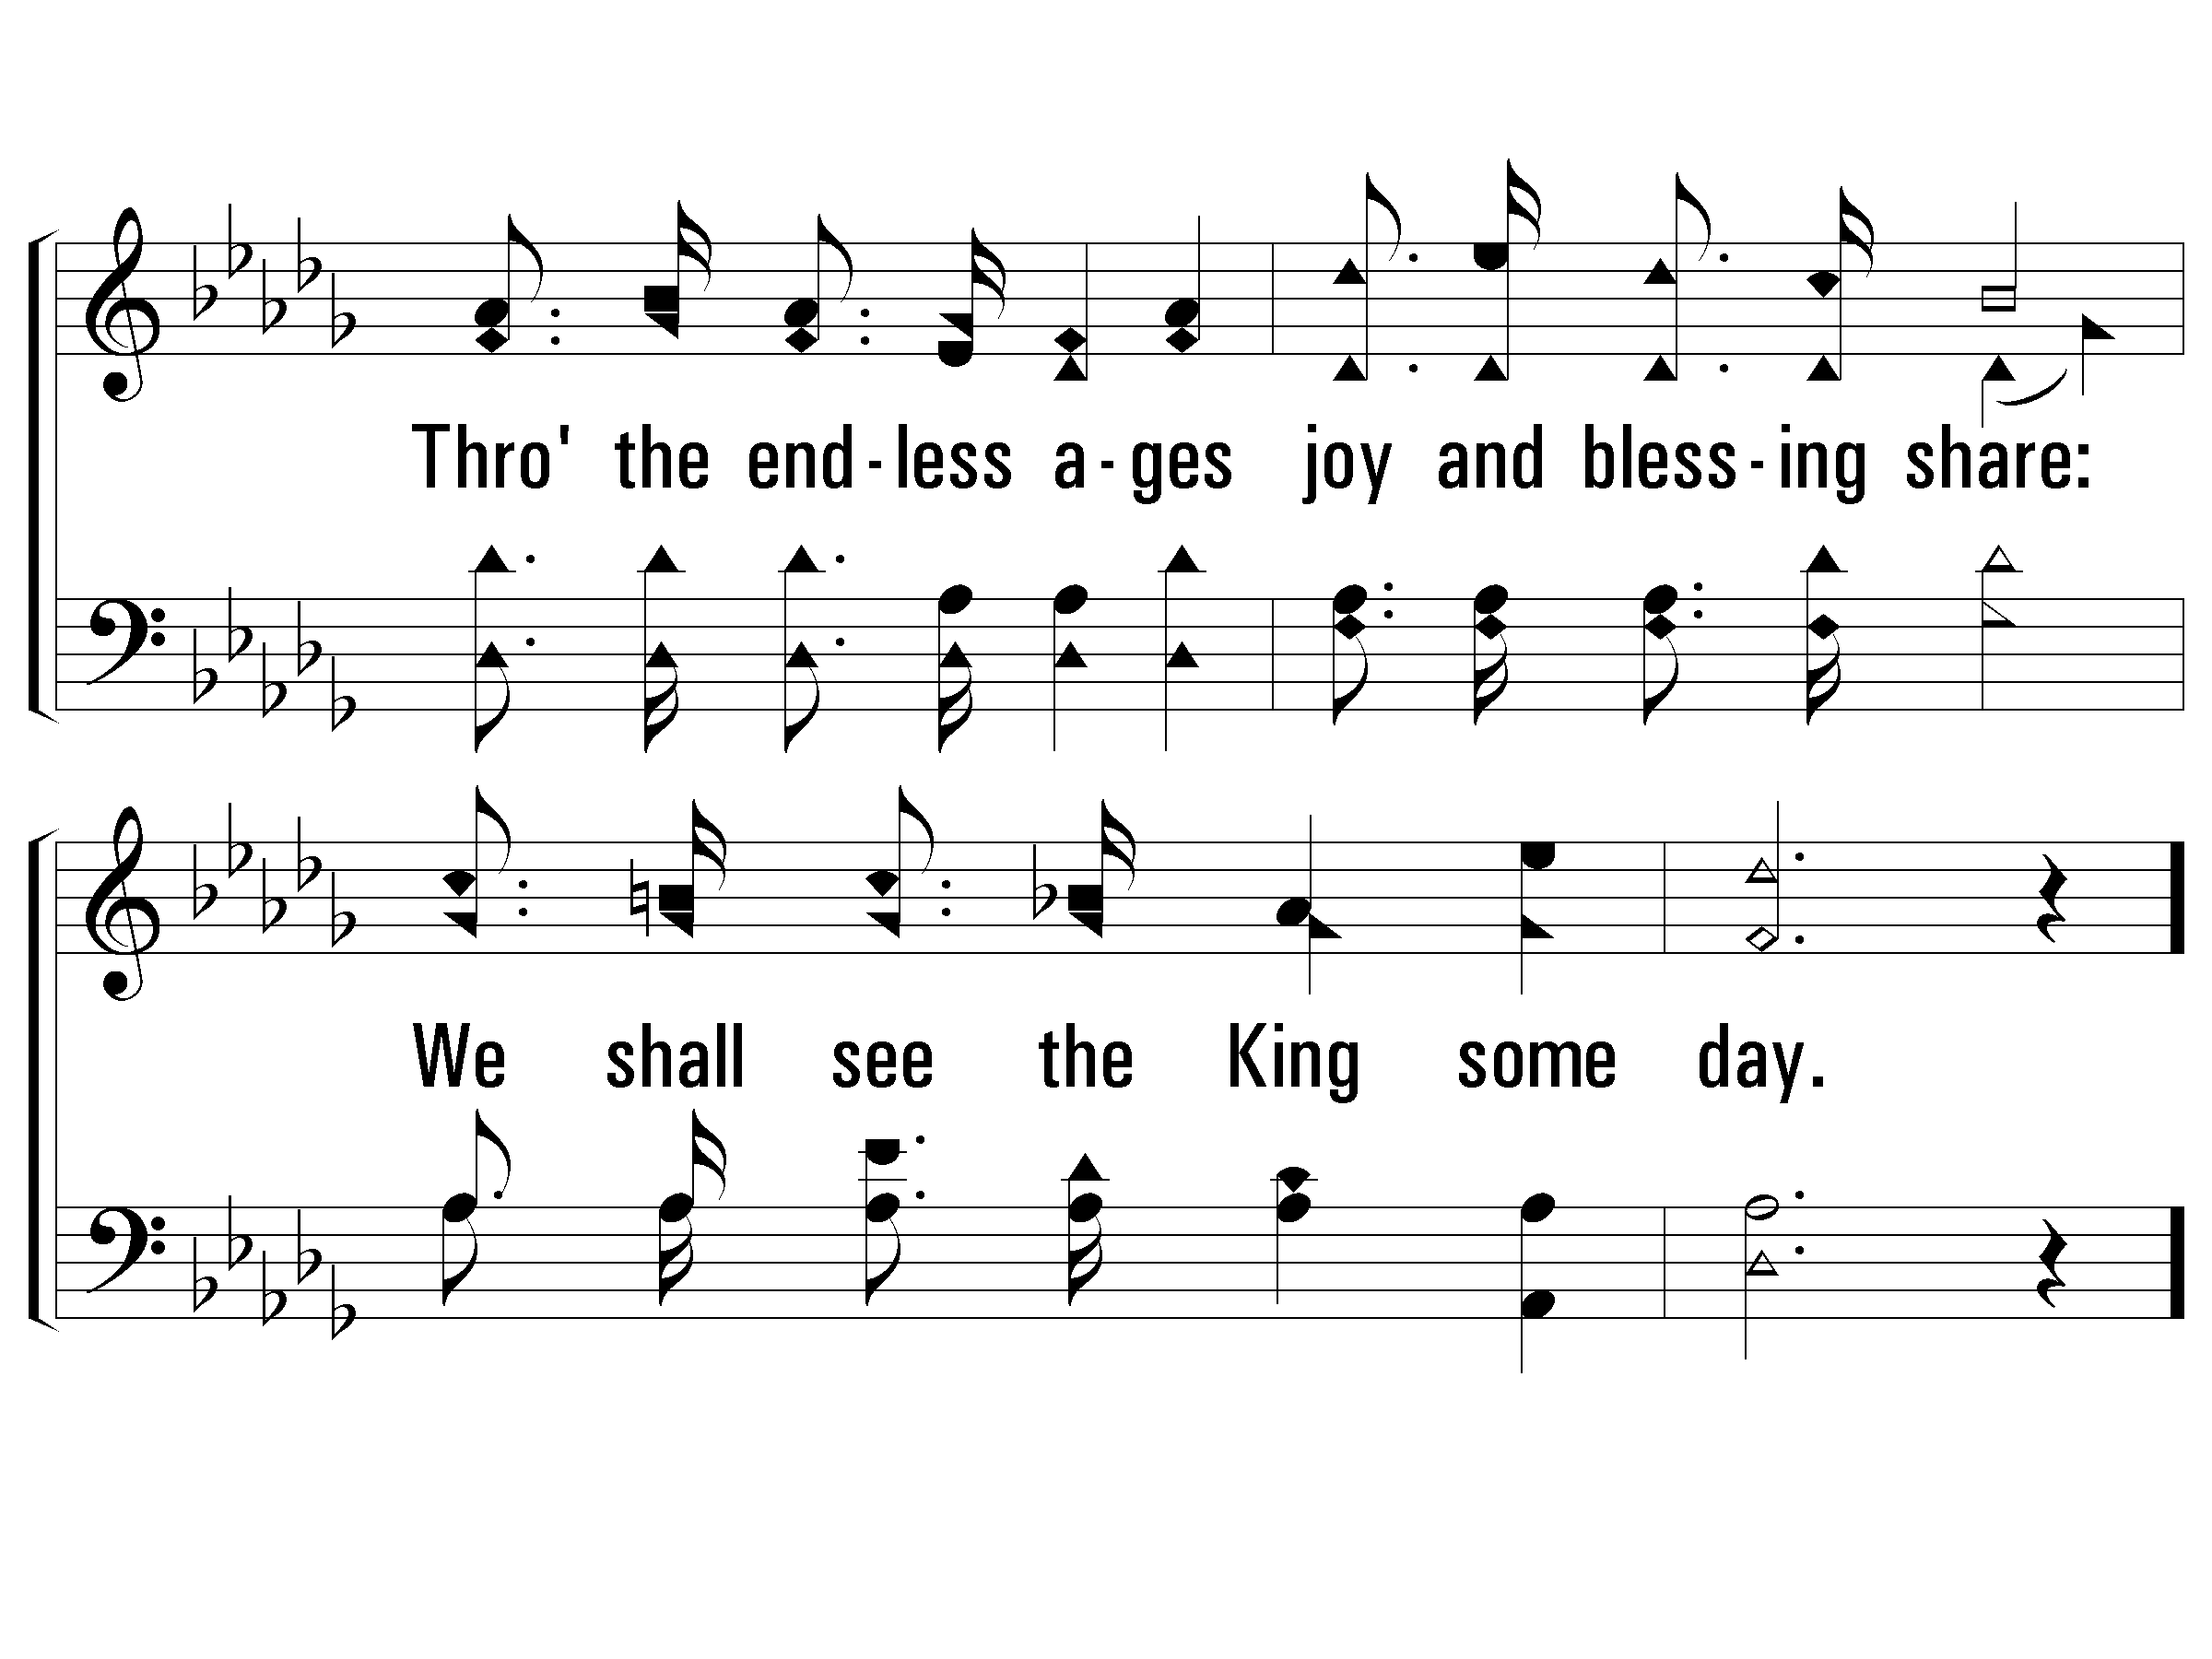 Thro' the end-less a-ges joy and bless-ing share:
We shall see the King some day.